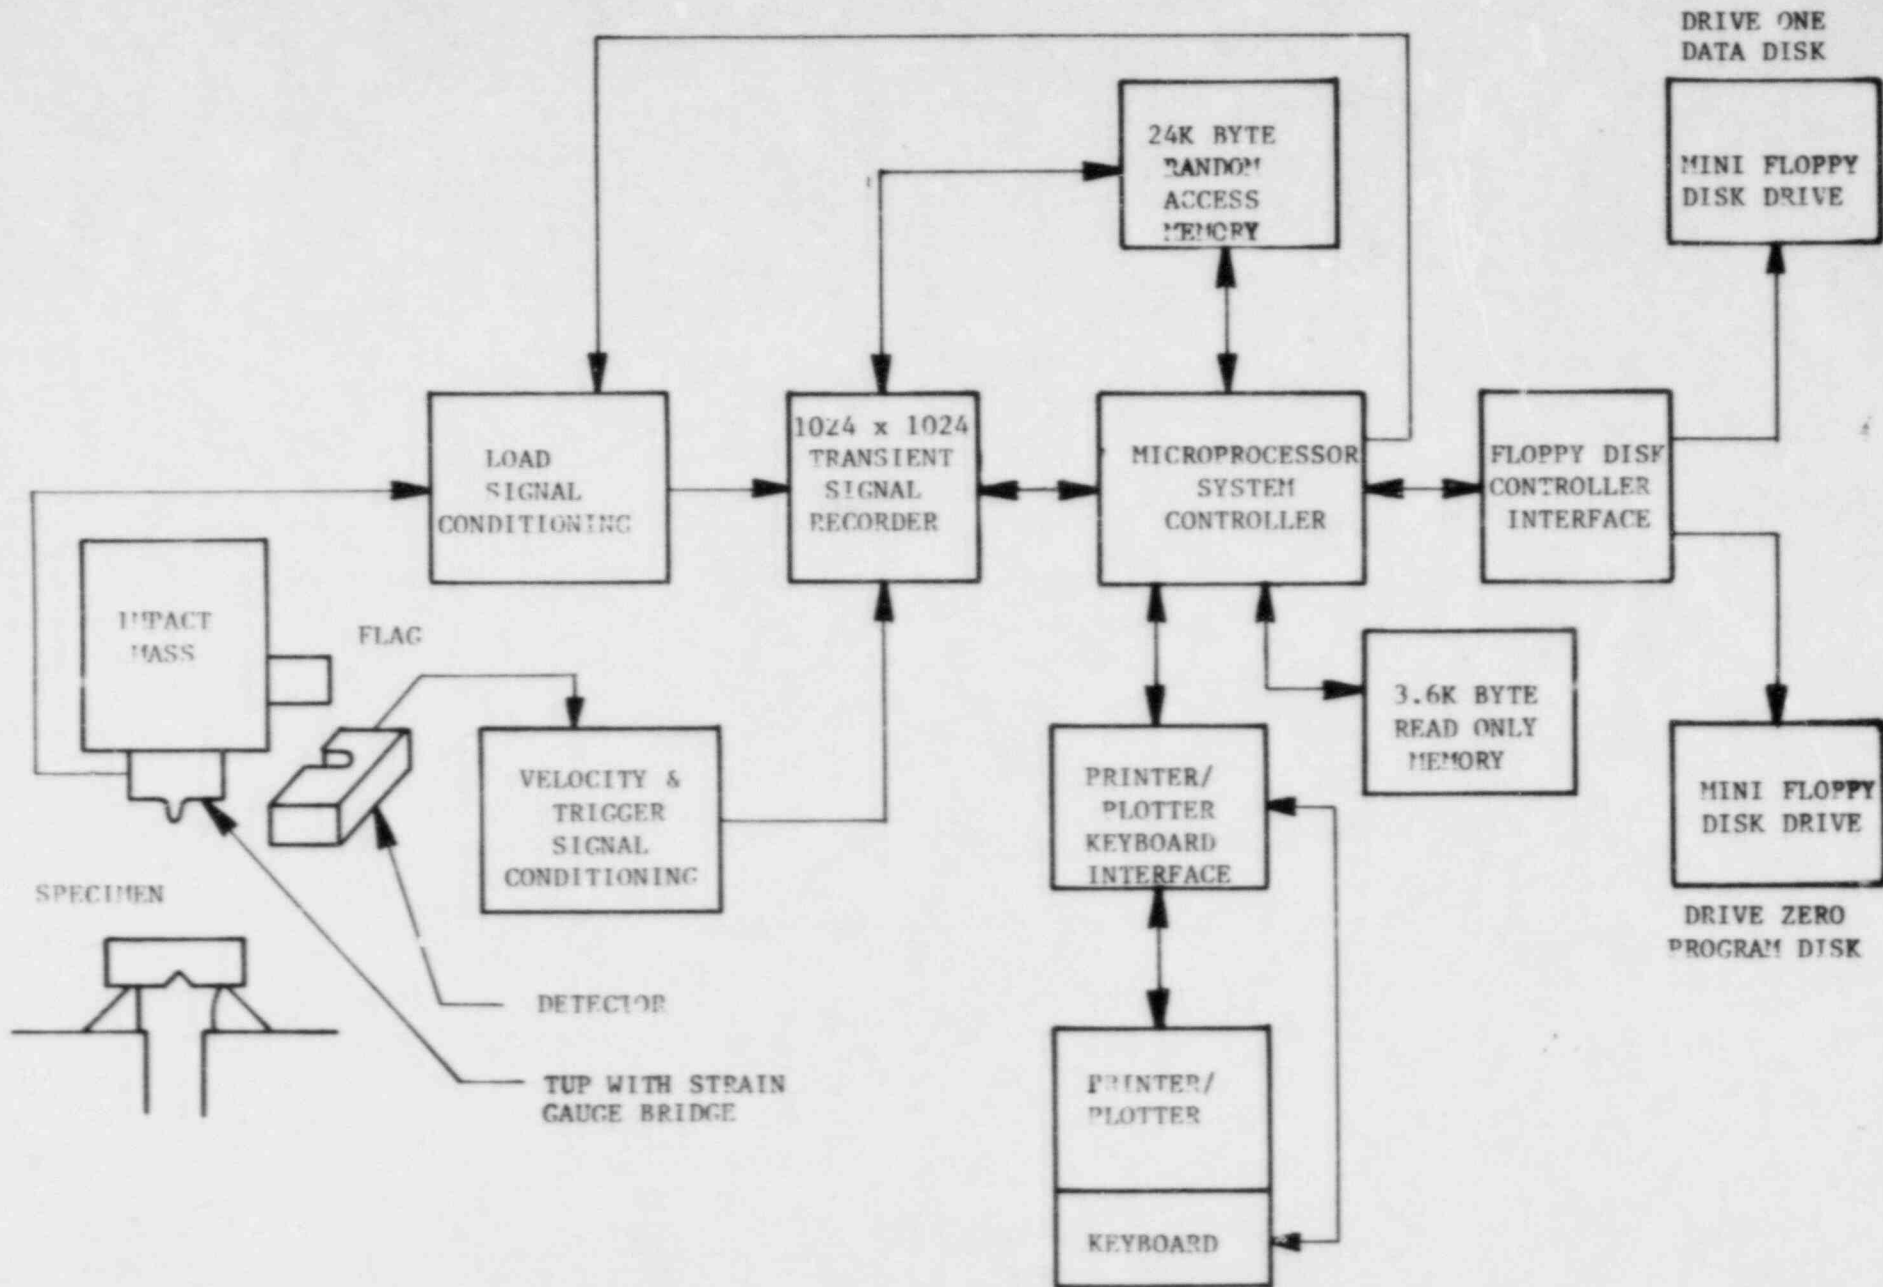 DRIVE ONE
DATA DISK
24K BYTE
RANDOM
ACCESS
MEMORY
MINI FLOPPY
DISK DRIVE
LOAD
SIGNAL
CONDITIONING
1024 x 1024
TRANSIENT
SIGNAL
RECORDER
MICROPROCESSOR
SYSTEM
CONTROLLER
FLOPPY DISK
CONTROLLER
INTERFACE
IMPACT
MASS
FLAG
VELOCITY &
TRIGGER
SIGNAL
CONDITIONING
PRINTER/
PLOTTER
KEYBOARD
INTERFACE
3.6K BYTE
READ ONLY
MEMORY
MINI FLOPPY
DISK DRIVE
DRIVE ZERO
PROGRAM DISK
SPECIMEN
DETECTOR
TUP WITH STRAIN
GAUGE BRIDGE
PRINTER/
PLOTTER
KEYBOARD